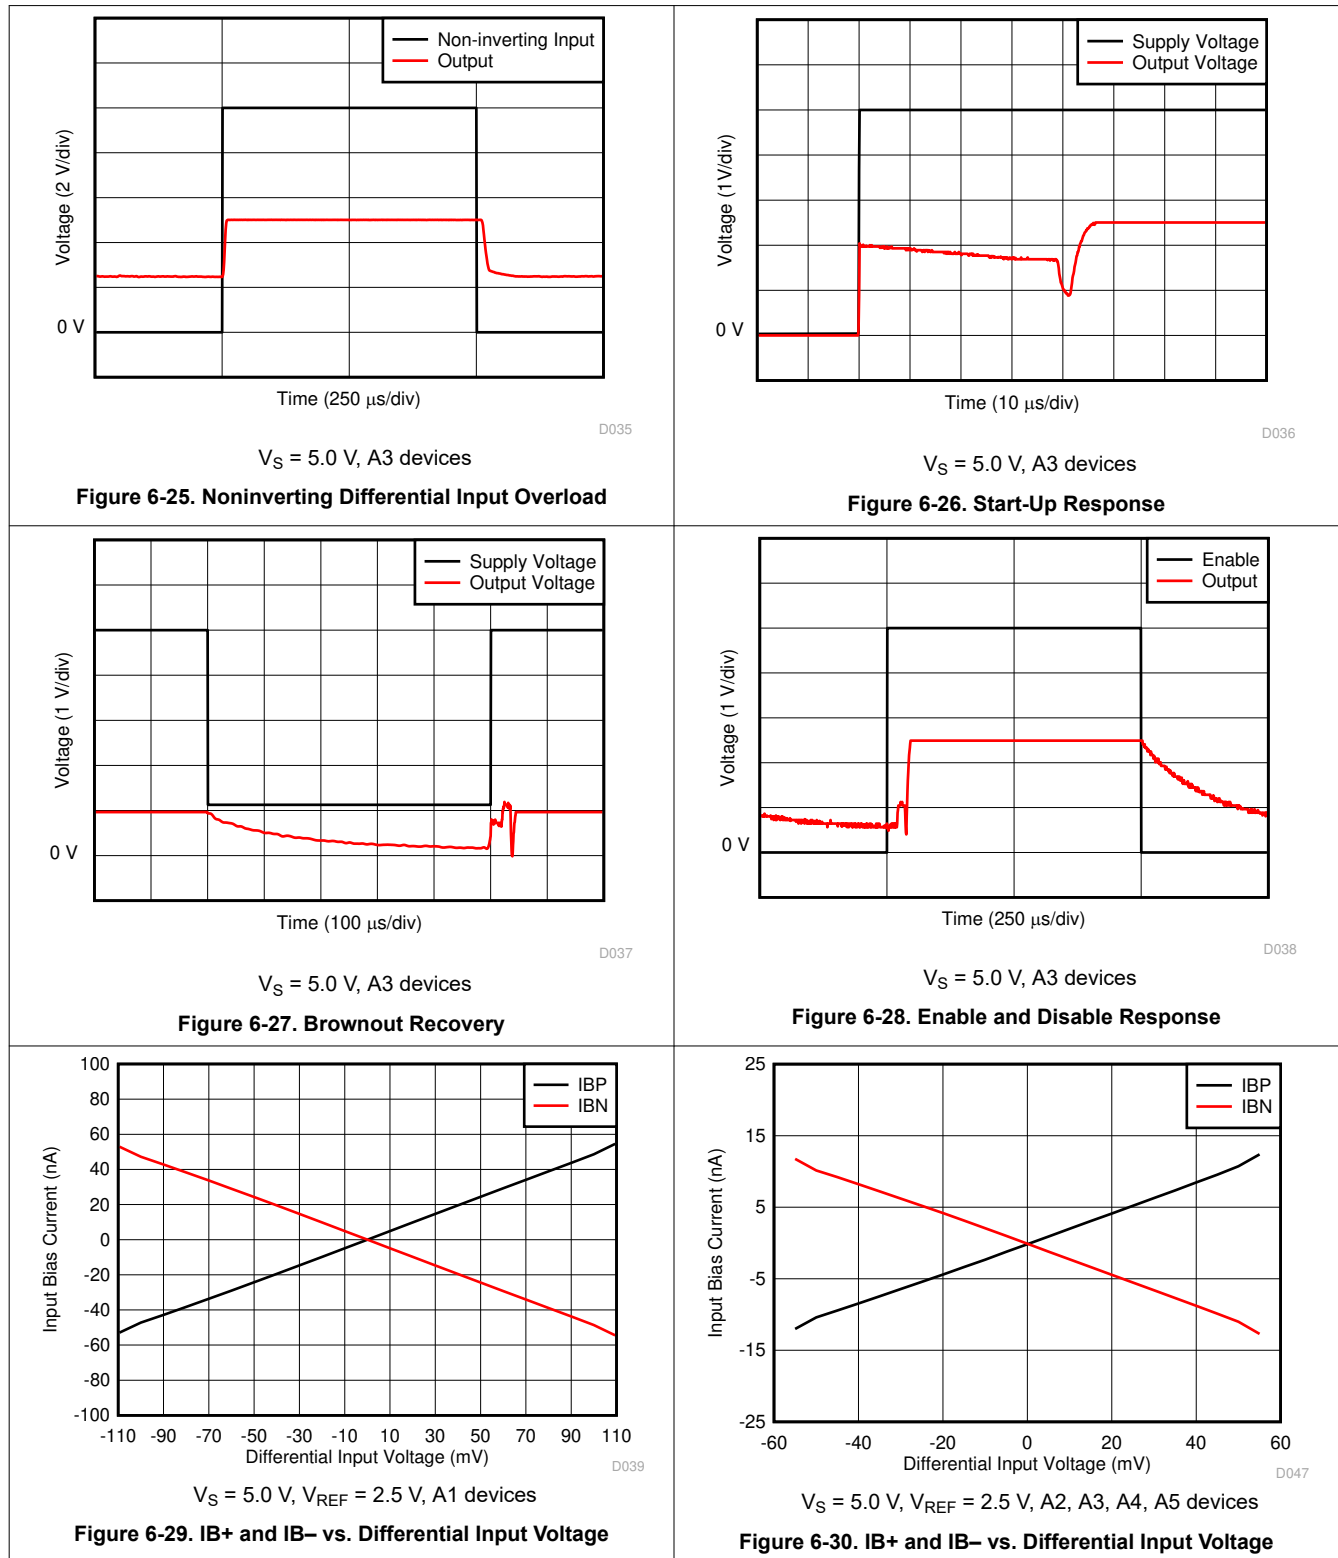 Non-inverting Input
Output
Voltage (2 V/div)
0 V
Time (250 µs/div)
D035
VS = 5.0 V, A3 devices
Figure 6-25. Noninverting Differential Input Overload
Supply Voltage
Output Voltage
Voltage (1V/div)
0 V
Time (10 µs/div)
D036
VS = 5.0 V, A3 devices
Figure 6-26. Start-Up Response
Supply Voltage
Output Voltage
Voltage (1 V/div)
0 V
Time (100 µs/div)
D037
VS = 5.0 V, A3 devices
Figure 6-27. Brownout Recovery
Enable
Output
Voltage (1 V/div)
0 V
Time (250 µs/div)
D038
VS = 5.0 V, A3 devices
Figure 6-28. Enable and Disable Response
IBP
IBN
Input Bias Current (nA)
100
80
60
40
20
0
-20
-40
-60
-80
-100
-110 -90 -70 -50 -30 -10 10 30 50 70 90 110
Differential Input Voltage (mV)
D039
VS = 5.0 V, VREF = 2.5 V, A1 devices
Figure 6-29. IB+ and IB– vs. Differential Input Voltage
IBP
IBN
Input Bias Current (nA)
25
15
5
-5
-15
-25
-60 -40 -20 0 20 40 60
Differential Input Voltage (mV)
D047
VS = 5.0 V, VREF = 2.5 V, A2, A3, A4, A5 devices
Figure 6-30. IB+ and IB– vs. Differential Input Voltage